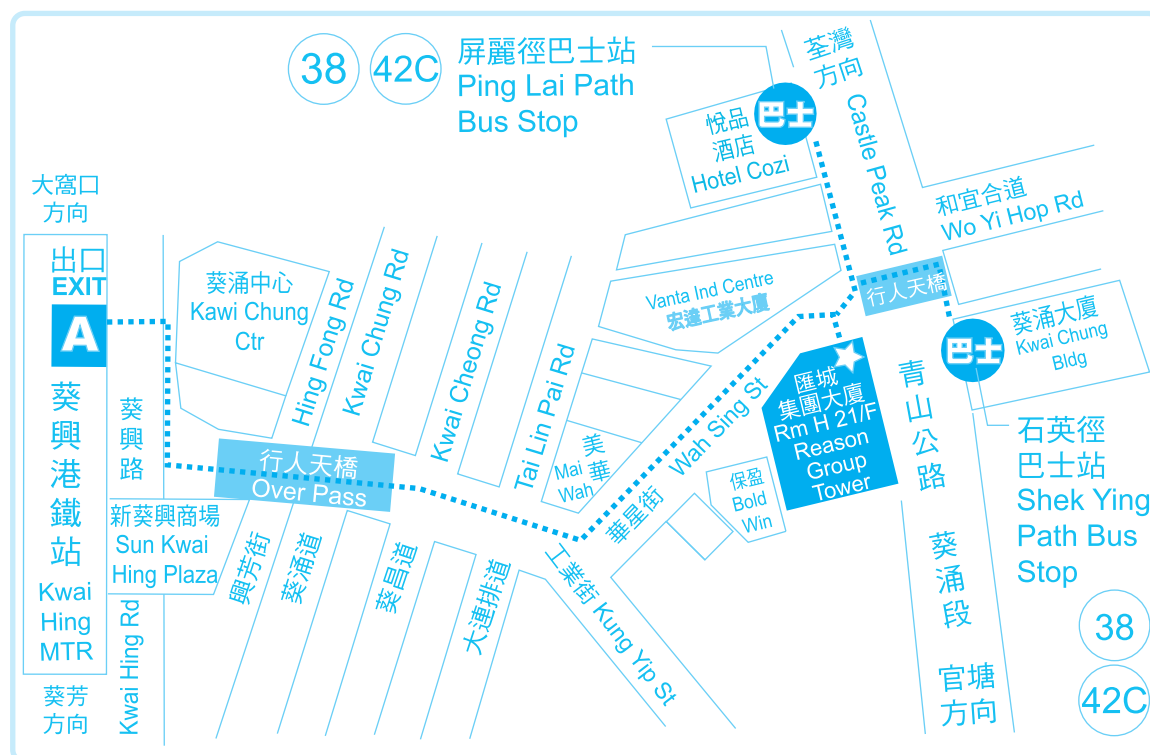 38
42C
屏麗徑巴士站
Ping Lai Path
Bus Stop
荃灣
方向
巴士
悅品
酒店
Hotel Cozi
Castle Peak Rd
和宜合道
Wo Yi Hop Rd
大窩口
方向
出口
EXIT
A
葵興港鐵站
Kwai
Hing
MTR
葵芳
方向
葵興路
Kwai Hing Rd
葵涌中心
Kawi Chung
Ctr
Hing Fong Rd
Kwai Chung Rd
Kwai Cheong Rd
Tai Lin Pai Rd
Vanta Ind Centre
宏達工業大廈
行人天橋
行人天橋
Over Pass
新葵興商場
Sun Kwai
Hing Plaza
興芳街
葵涌道
葵昌道
大連排道
美華
Mai
Wah
工業街 Kung Yip St
華星街
Wah Sing St
保盈
Bold
Win
匯城
集團大廈
Rm H 21/F
Reason
Group
Tower
青山公路
葵涌段
官塘
方向
巴士
葵涌大廈
Kwai Chung
Bldg
石英徑
巴士站
Shek Ying
Path Bus
Stop
38
42C